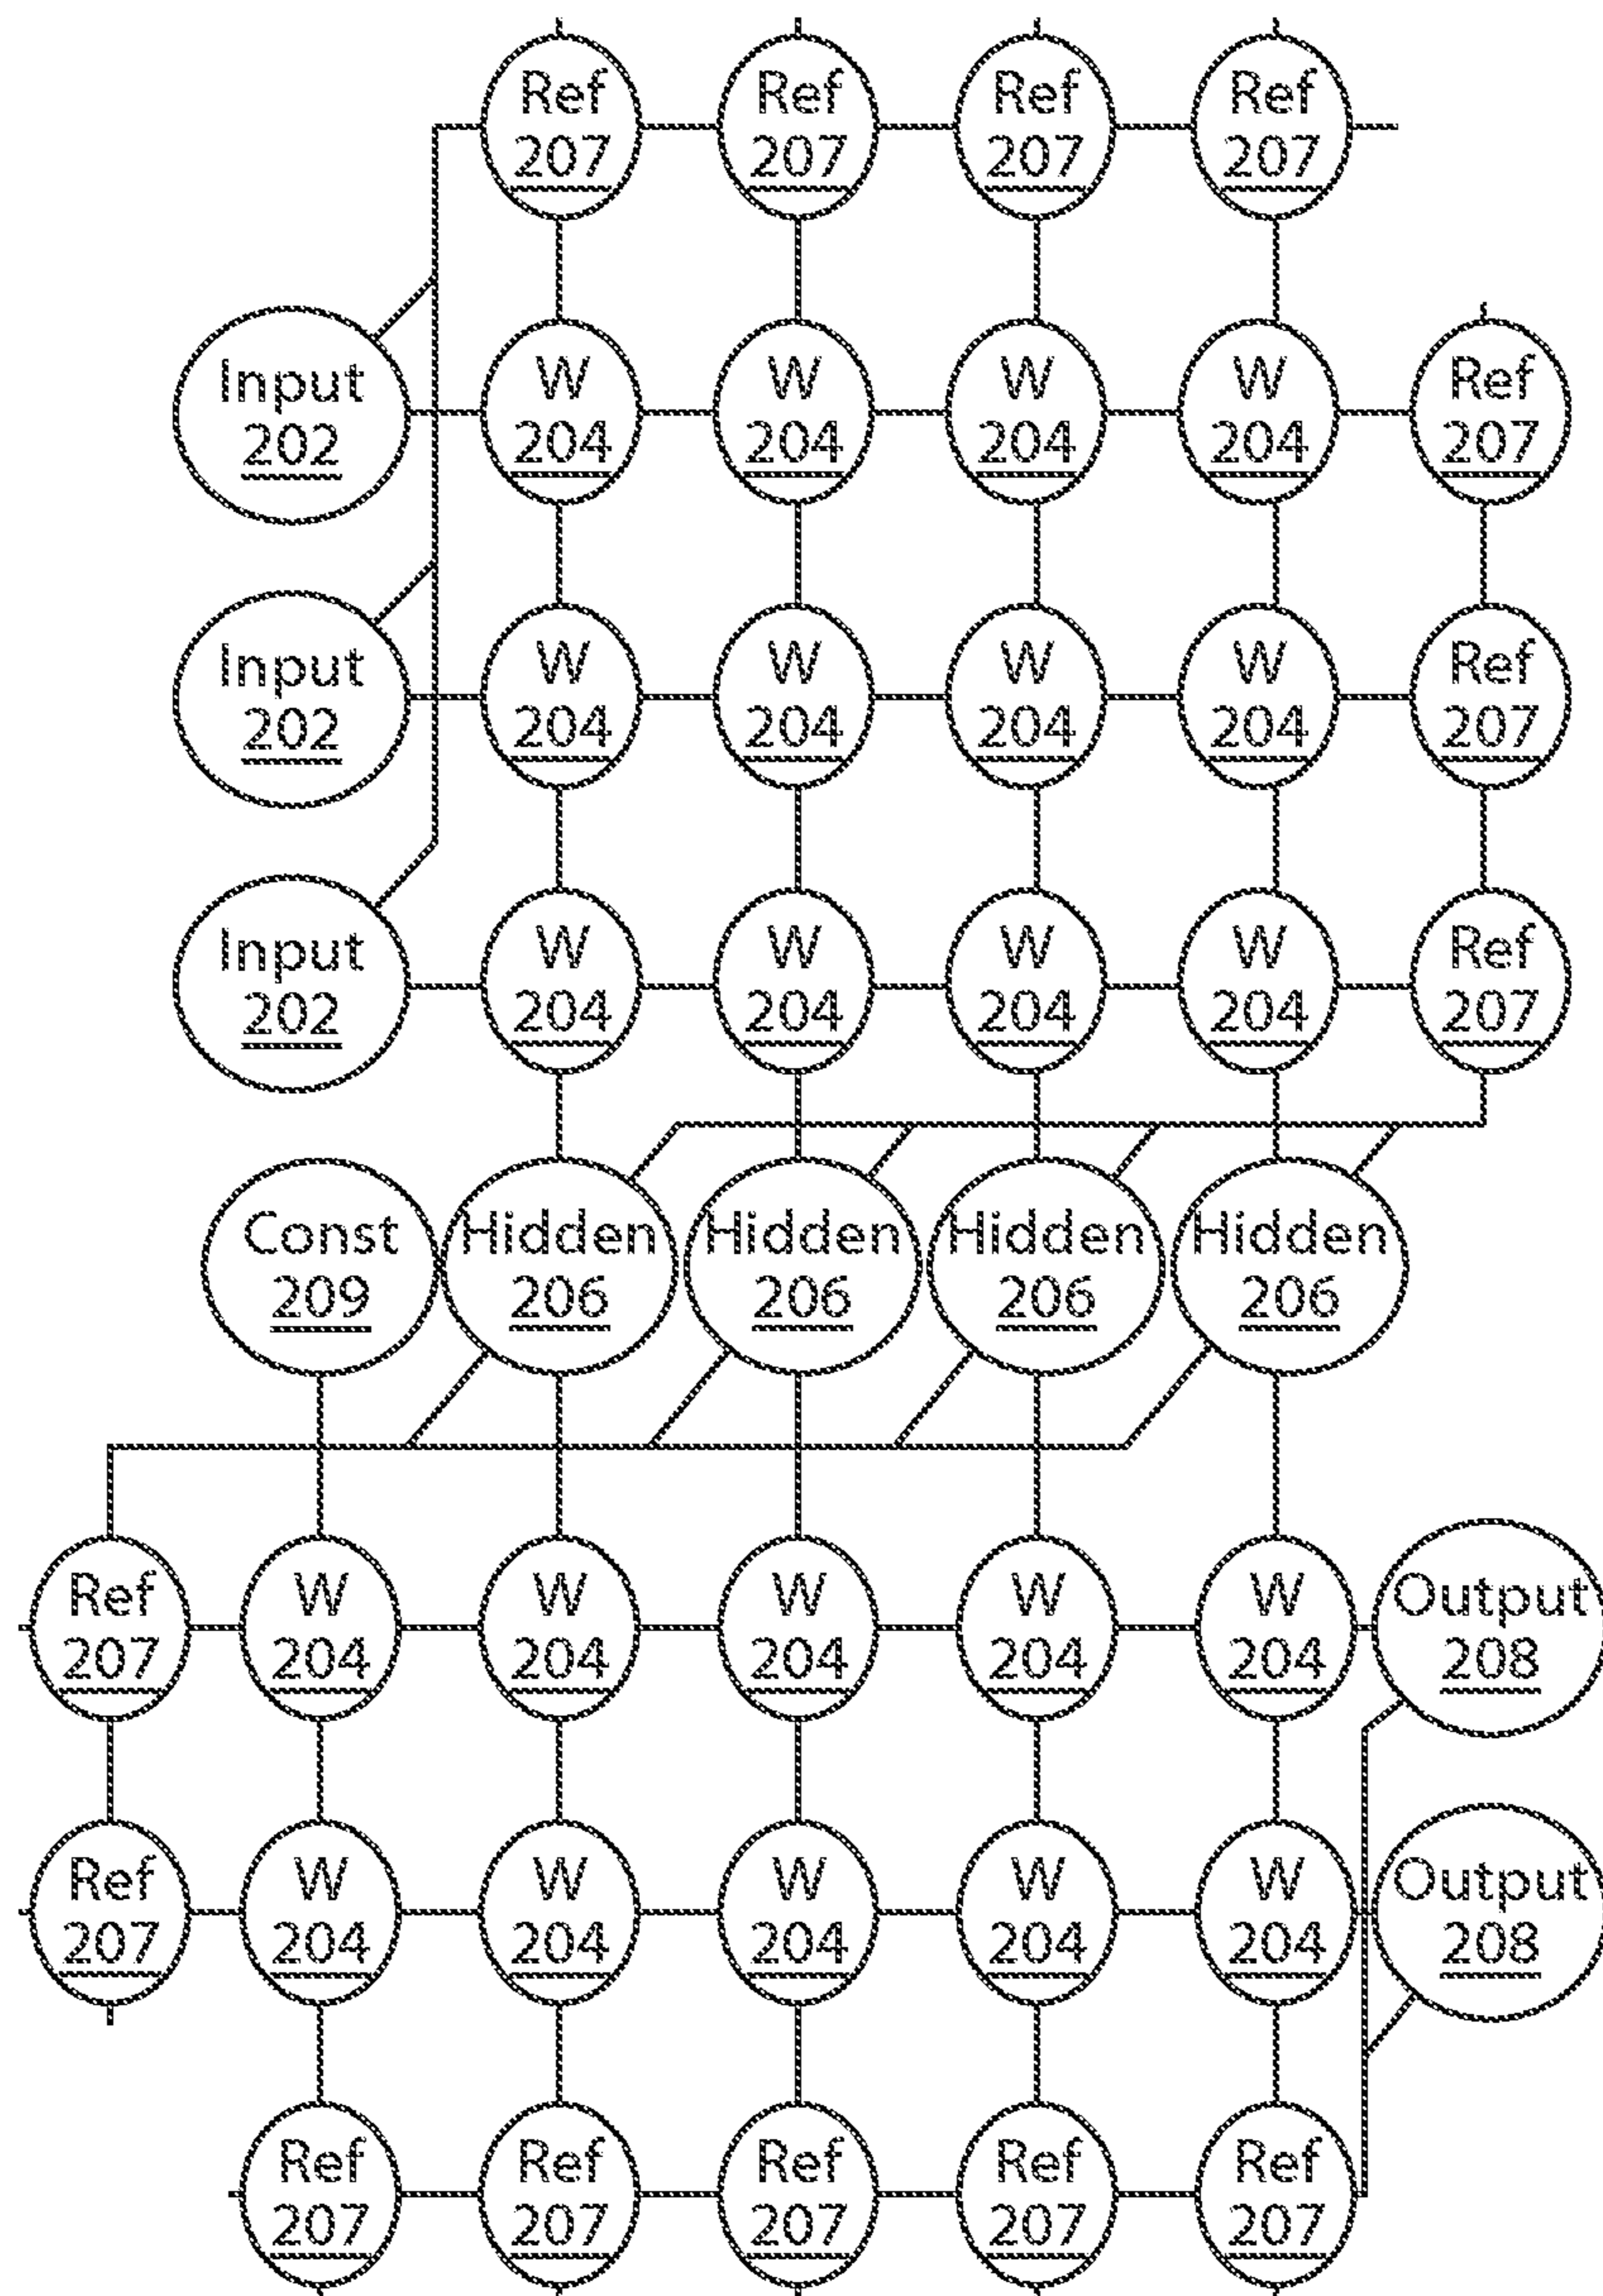 Ref Ref Ref Ref
207 207 207 207
Input W W W W Ref
202 204 204 204 204 207
Input W W W W Ref
202 204 204 204 204 207
Input W W W W Ref
202 204 204 204 204 207
Const Hidden Hidden Hidden Hidden
209 206 206 206 206
Ref W W W W W Output
207 204 204 204 204 204 208
Ref W W W W W Output
207 204 204 204 204 204 208
Ref Ref Ref Ref Ref
207 207 207 207 207